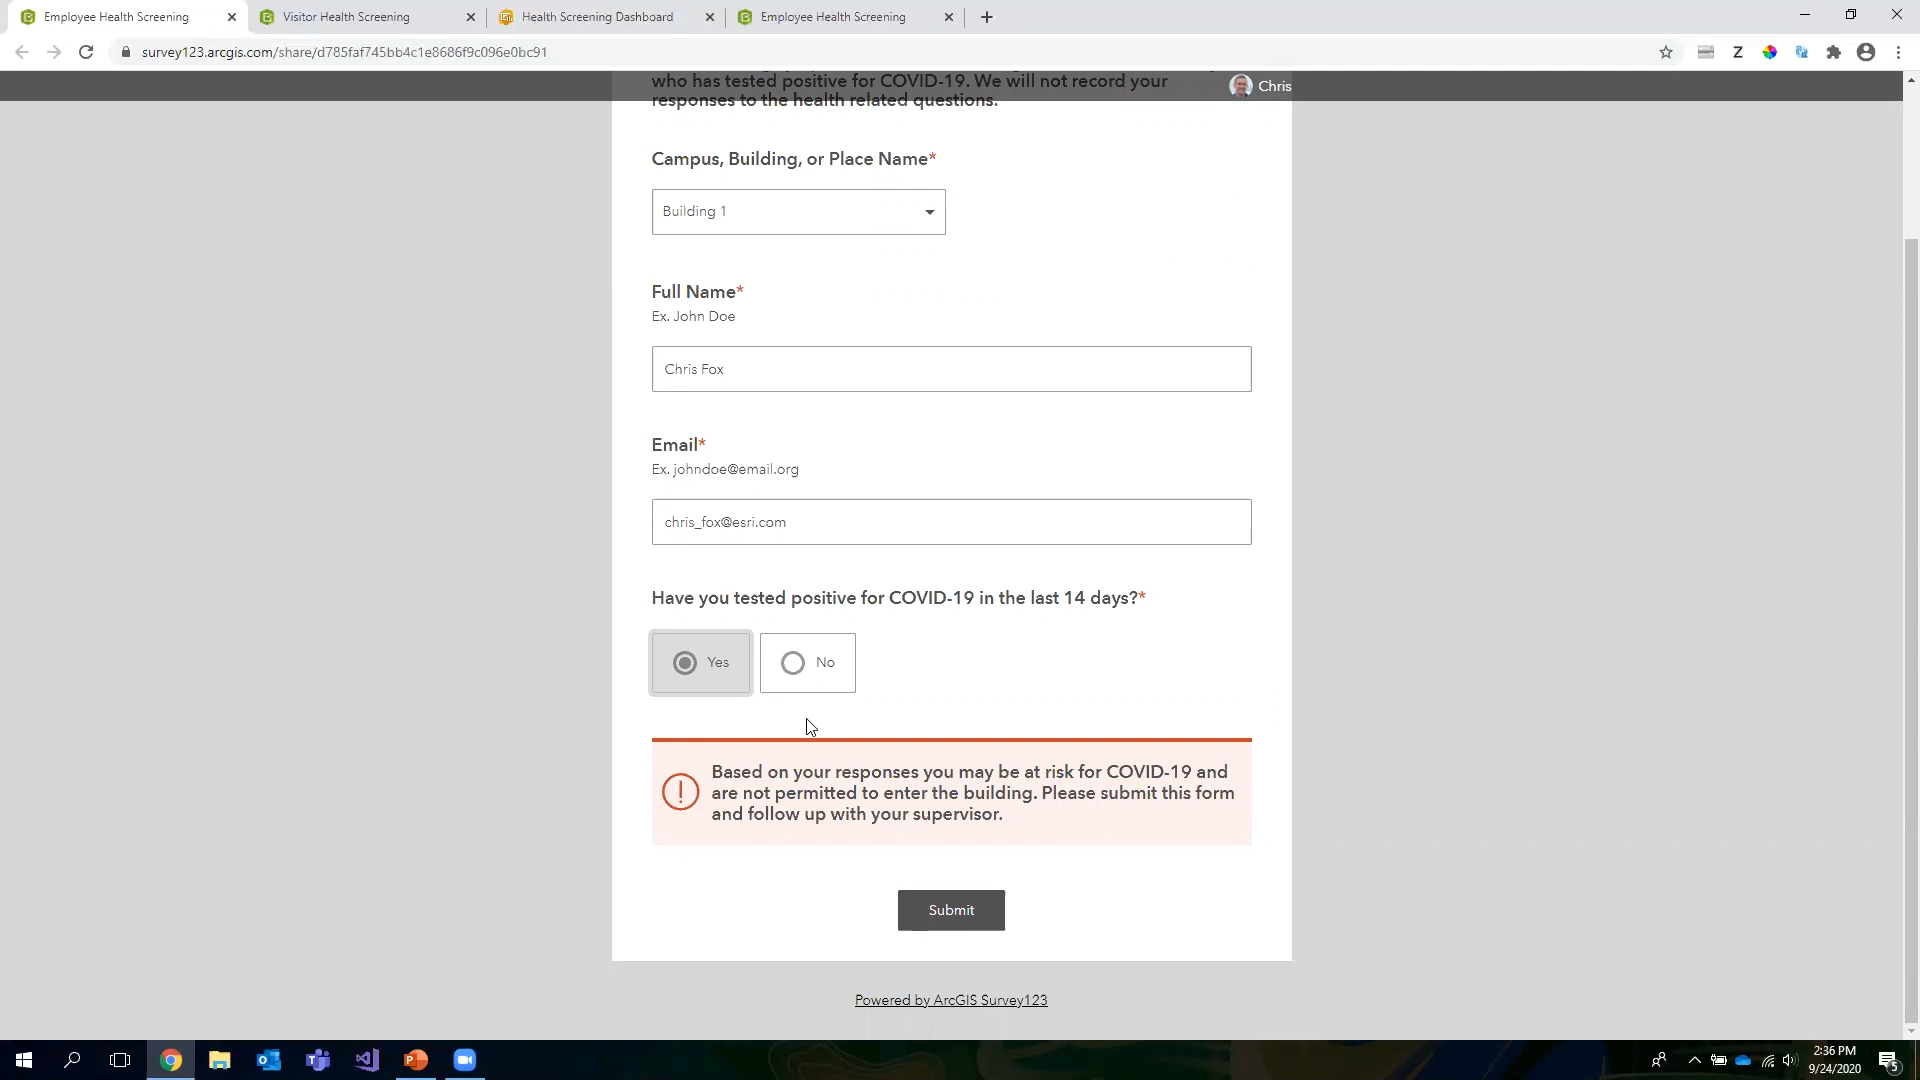 Employee Health Screening
Visitor Health Screening
Health Screening Dashboard
Employee Health Screening
survey123.arcgis.com/share/d785faf745bb4c1e8686f9c096e0bc91
who has tested positive for COVID-19. We will not record your
Chris
responses to the health related questions.
Campus, Building, or Place Name*
Building 1
Full Name*
Ex. John Doe
Chris Fox
Email*
Ex. johndoe@email.org
chris_fox@esri.com
Have you tested positive for COVID-19 in the last 14 days?*
Yes
No
Based on your responses you may be at risk for COVID-19 and
are not permitted to enter the building. Please submit this form
and follow up with your supervisor.
Submit
Powered by ArcGIS Survey123
2:36 PM
9/24/2020
5